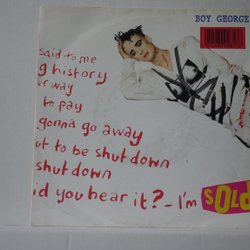 BOY GEORGE
said to me
g history
er way
to pay
gonna go away
ut to be shut down
shut down
id you hear it? – I'm SOLD